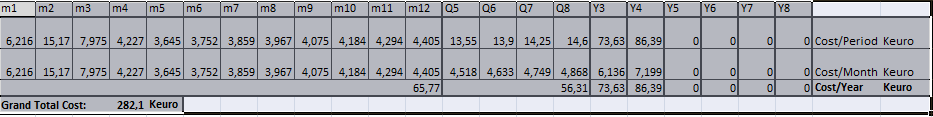 m1 m2 m3 m4 m5 m6 m7 m8 m9 m10 m11 m12 Q5 Q6 Q7 Q8 Y3 Y4 Y5 Y6 Y7 Y8
6,216 15,17 7,975 4,227 3,645 3,752 3,859 3,967 4,075 4,184 4,294 4,405 13,55 13,9 14,25 14,6 73,63 86,39 0 0 0 0 Cost/Period Keuro
6,216 15,17 7,975 4,227 3,645 3,752 3,859 3,967 4,075 4,184 4,294 4,405 4,518 4,633 4,749 4,868 6,136 7,199 0 0 0 0 Cost/Month Keuro
65,77 56,31 73,63 86,39 0 0 0 0 Cost/Year Keuro
Grand Total Cost: 282,1 Keuro